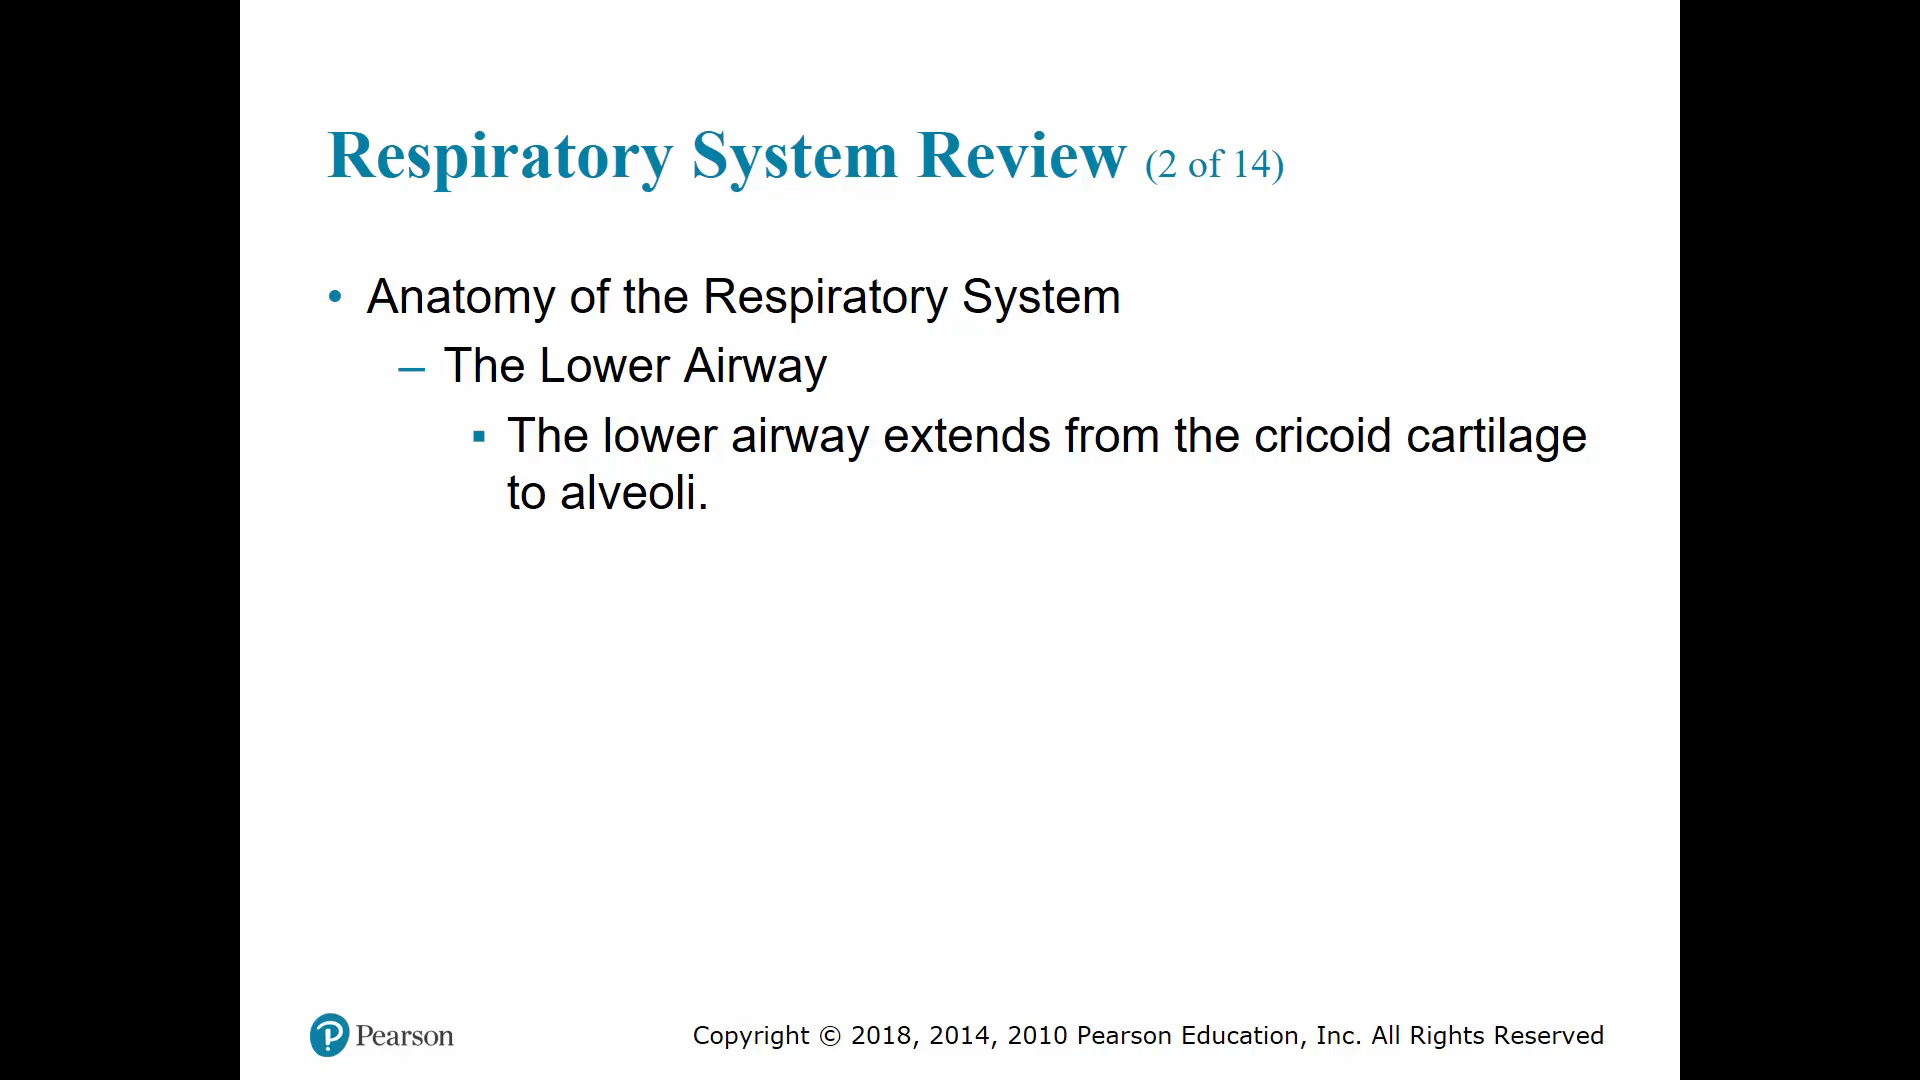 Respiratory System Review (2 of 14)
• Anatomy of the Respiratory System
– The Lower Airway
▪ The lower airway extends from the cricoid cartilage
to alveoli.
Pearson
Copyright © 2018, 2014, 2010 Pearson Education, Inc. All Rights Reserved